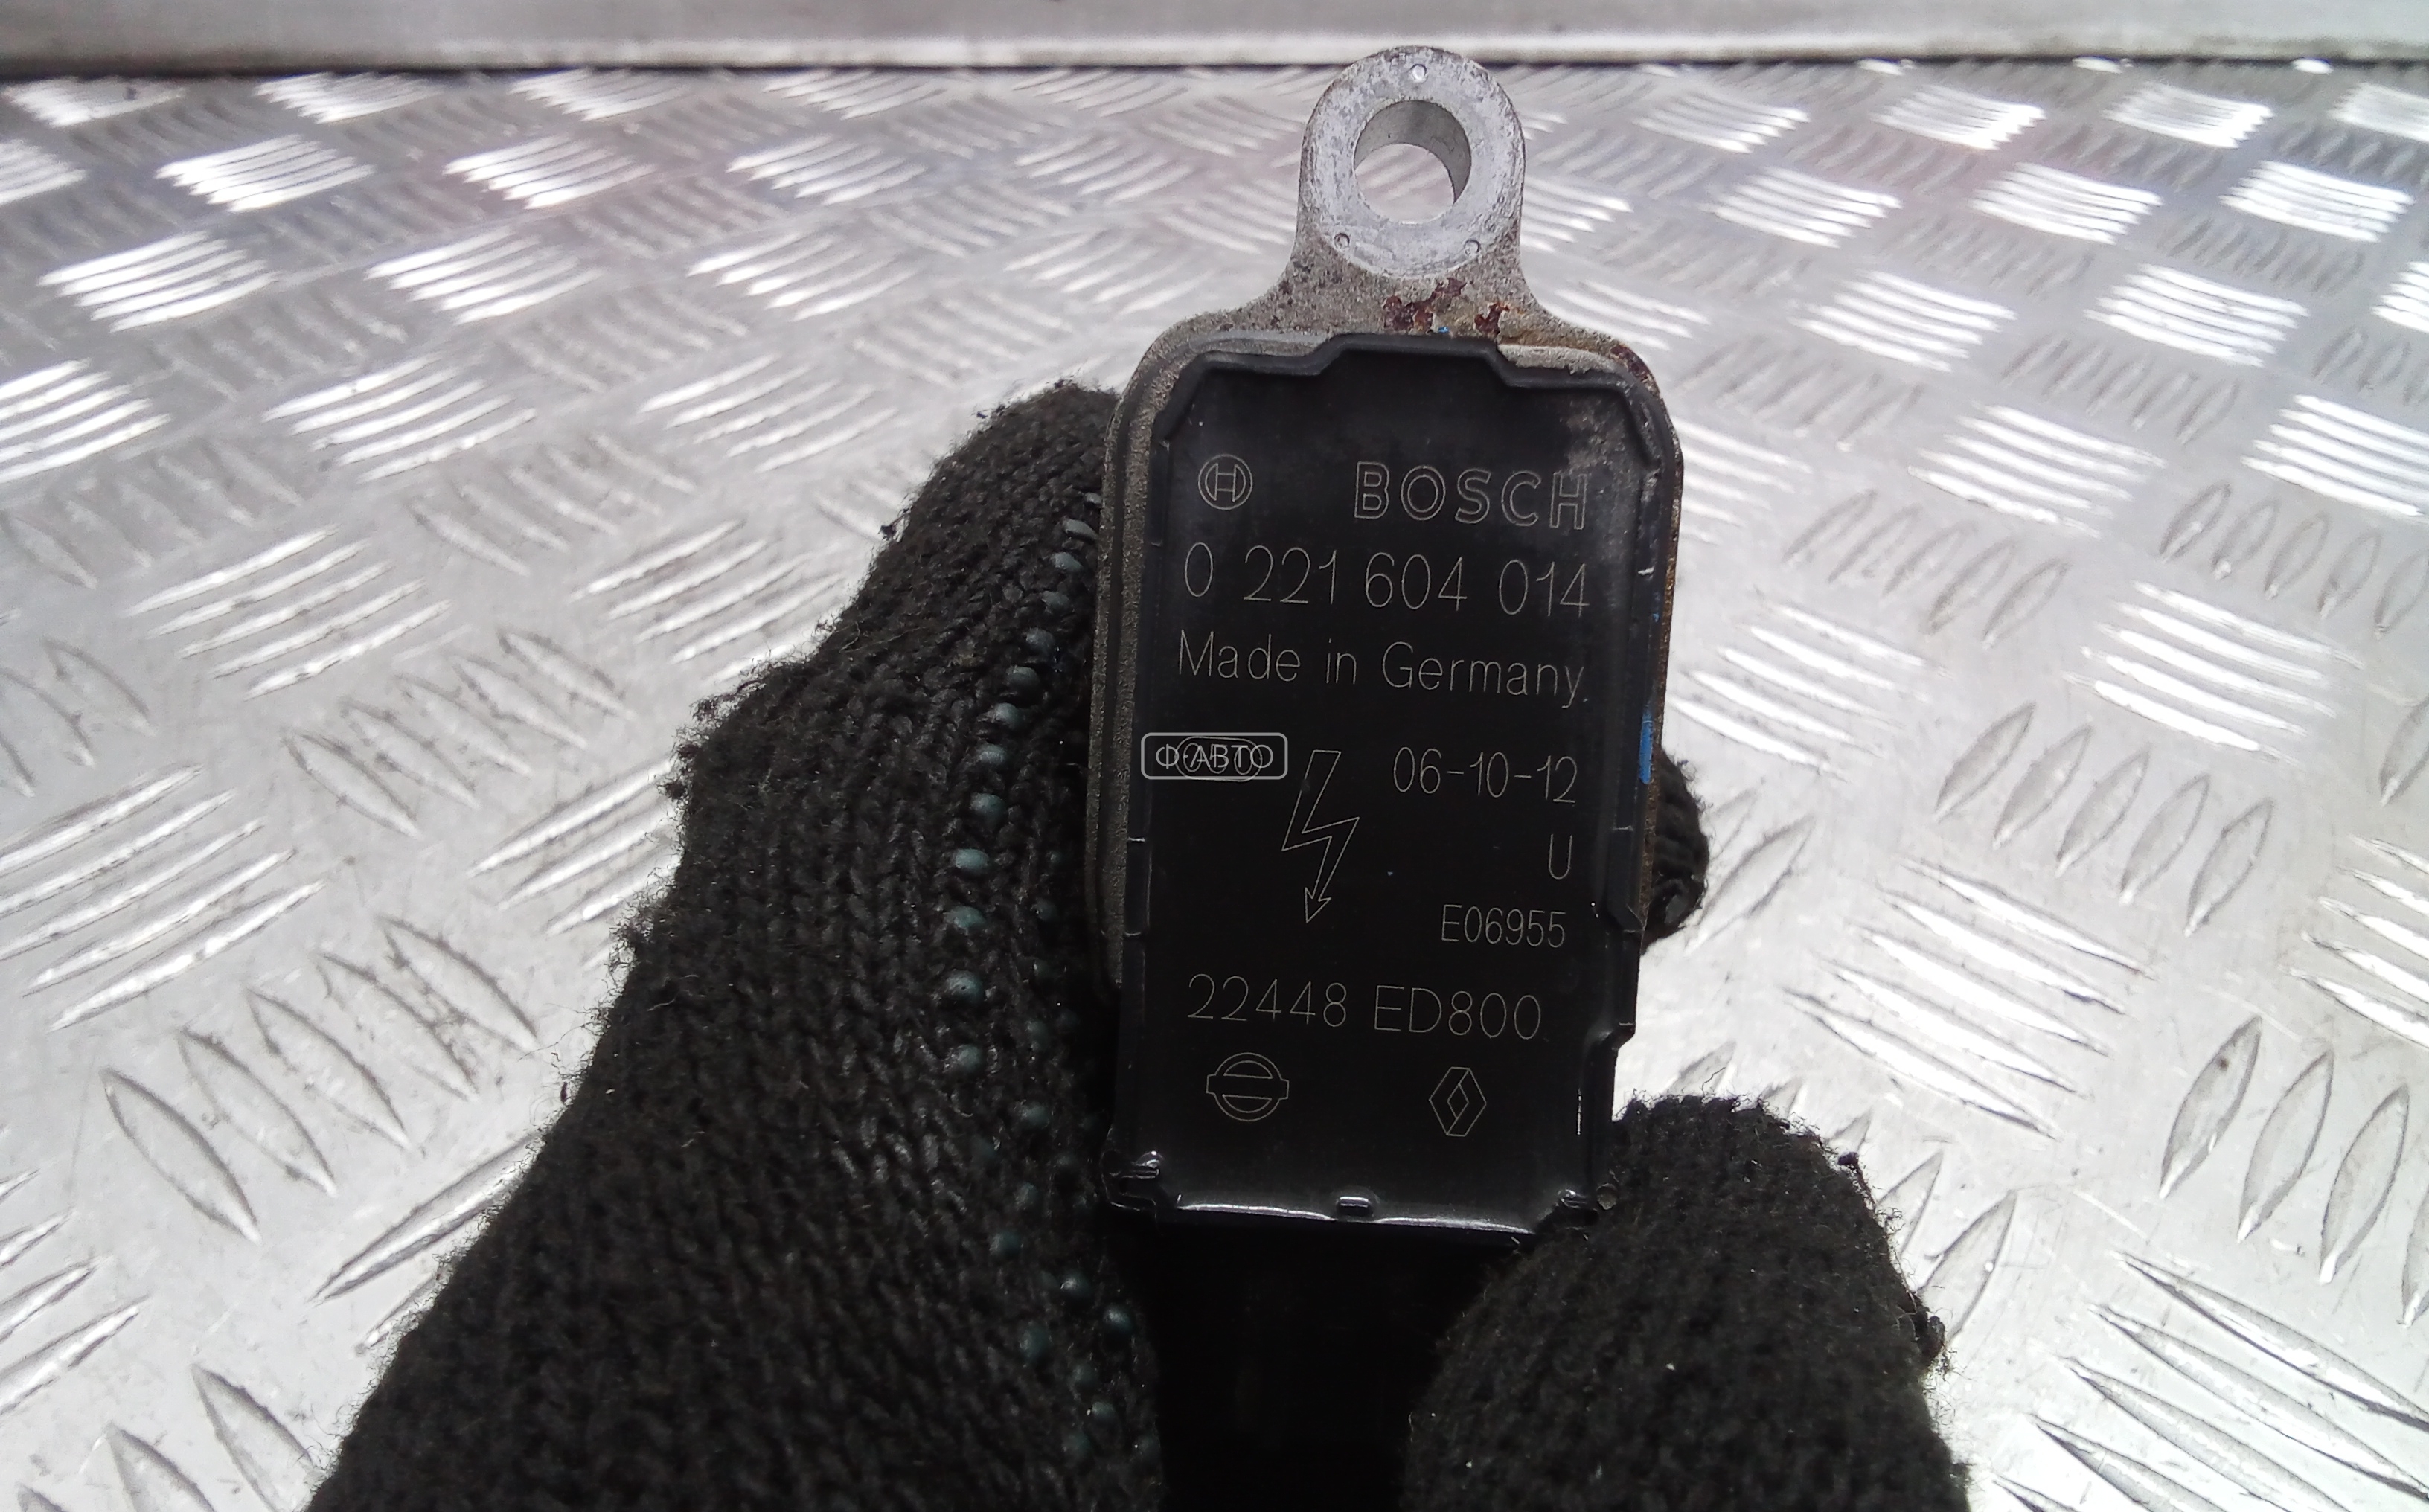 BOSCH
0 221 604 014
Made in Germany.
Ф-АВТО
06-10-12
U
E06955
22448 ED800